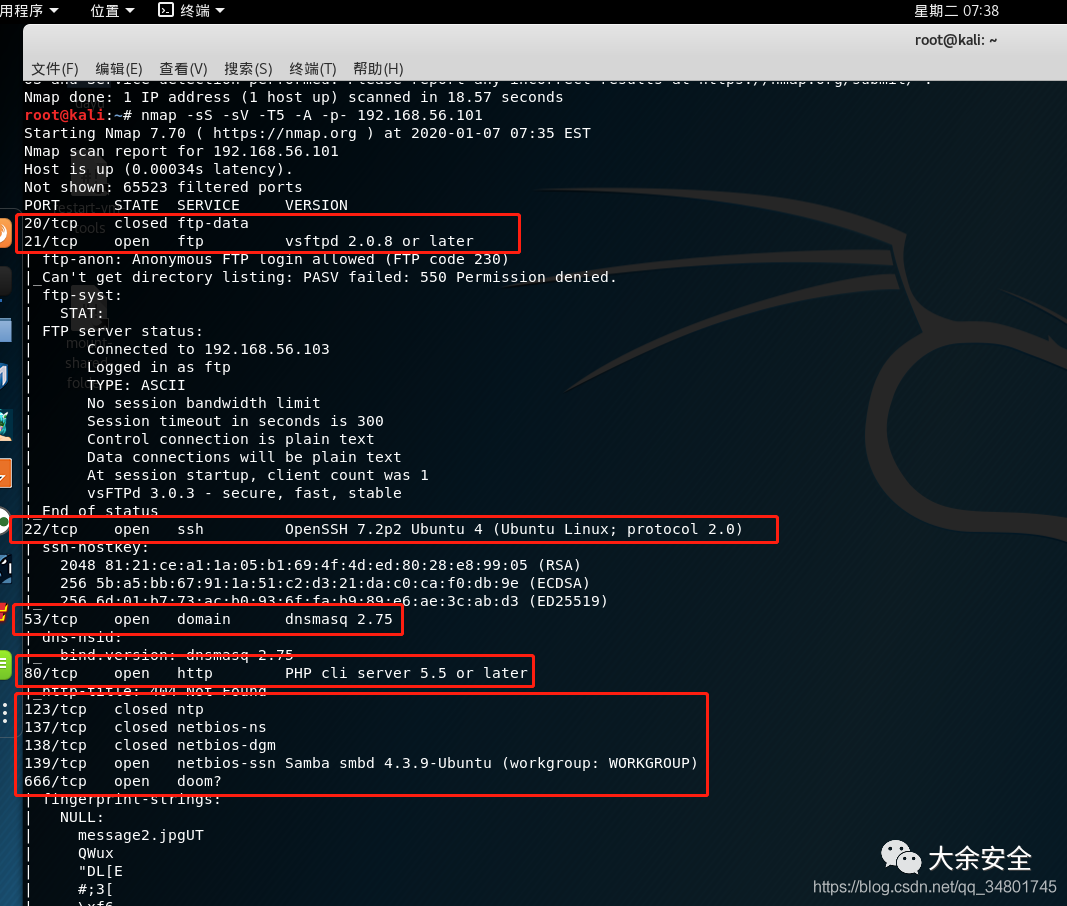 用程序 位置 终端 星期二 07:38
root@kali: ~
文件(F) 编辑(E) 查看(V) 搜索(S) 终端(T) 帮助(H)
Nmap done: 1 IP address (1 host up) scanned in 18.57 seconds
root@kali:~# nmap -sS -sV -T5 -A -p- 192.168.56.101
Starting Nmap 7.70 ( https://nmap.org ) at 2020-01-07 07:35 EST
Nmap scan report for 192.168.56.101
Host is up (0.00034s latency).
Not shown: 65523 filtered ports
PORT STATE SERVICE VERSION
20/tcp closed ftp-data
21/tcp open ftp vsftpd 2.0.8 or later
| ftp-anon: Anonymous FTP login allowed (FTP code 230)
|_Can't get directory listing: PASV failed: 550 Permission denied.
| ftp-syst:
| STAT:
| FTP server status:
| Connected to 192.168.56.103
| Logged in as ftp
| TYPE: ASCII
| No session bandwidth limit
| Session timeout in seconds is 300
| Control connection is plain text
| Data connections will be plain text
| At session startup, client count was 1
| vsFTPd 3.0.3 - secure, fast, stable
|_End of status
22/tcp open ssh OpenSSH 7.2p2 Ubuntu 4 (Ubuntu Linux; protocol 2.0)
| ssh-hostkey:
| 2048 81:21:ce:a1:1a:05:b1:69:4f:4d:ed:80:28:e8:99:05 (RSA)
| 256 5b:a5:bb:67:91:1a:51:c2:d3:21:da:c0:ca:f0:db:9e (ECDSA)
|_ 256 6d:01:b7:73:ac:b0:93:6f:fa:b9:89:e6:ae:3c:ab:d3 (ED25519)
53/tcp open domain dnsmasq 2.75
| dns-nsid:
|_ bind.version: dnsmasq-2.75
80/tcp open http PHP cli server 5.5 or later
|_http-title: 404 Not Found
123/tcp closed ntp
137/tcp closed netbios-ns
138/tcp closed netbios-dgm
139/tcp open netbios-ssn Samba smbd 4.3.9-Ubuntu (workgroup: WORKGROUP)
666/tcp open doom?
| fingerprint-strings:
| NULL:
| message2.jpgUT
| QWux
| "DL[E
| #;3[
大余安全
https://blog.csdn.net/qq_34801745